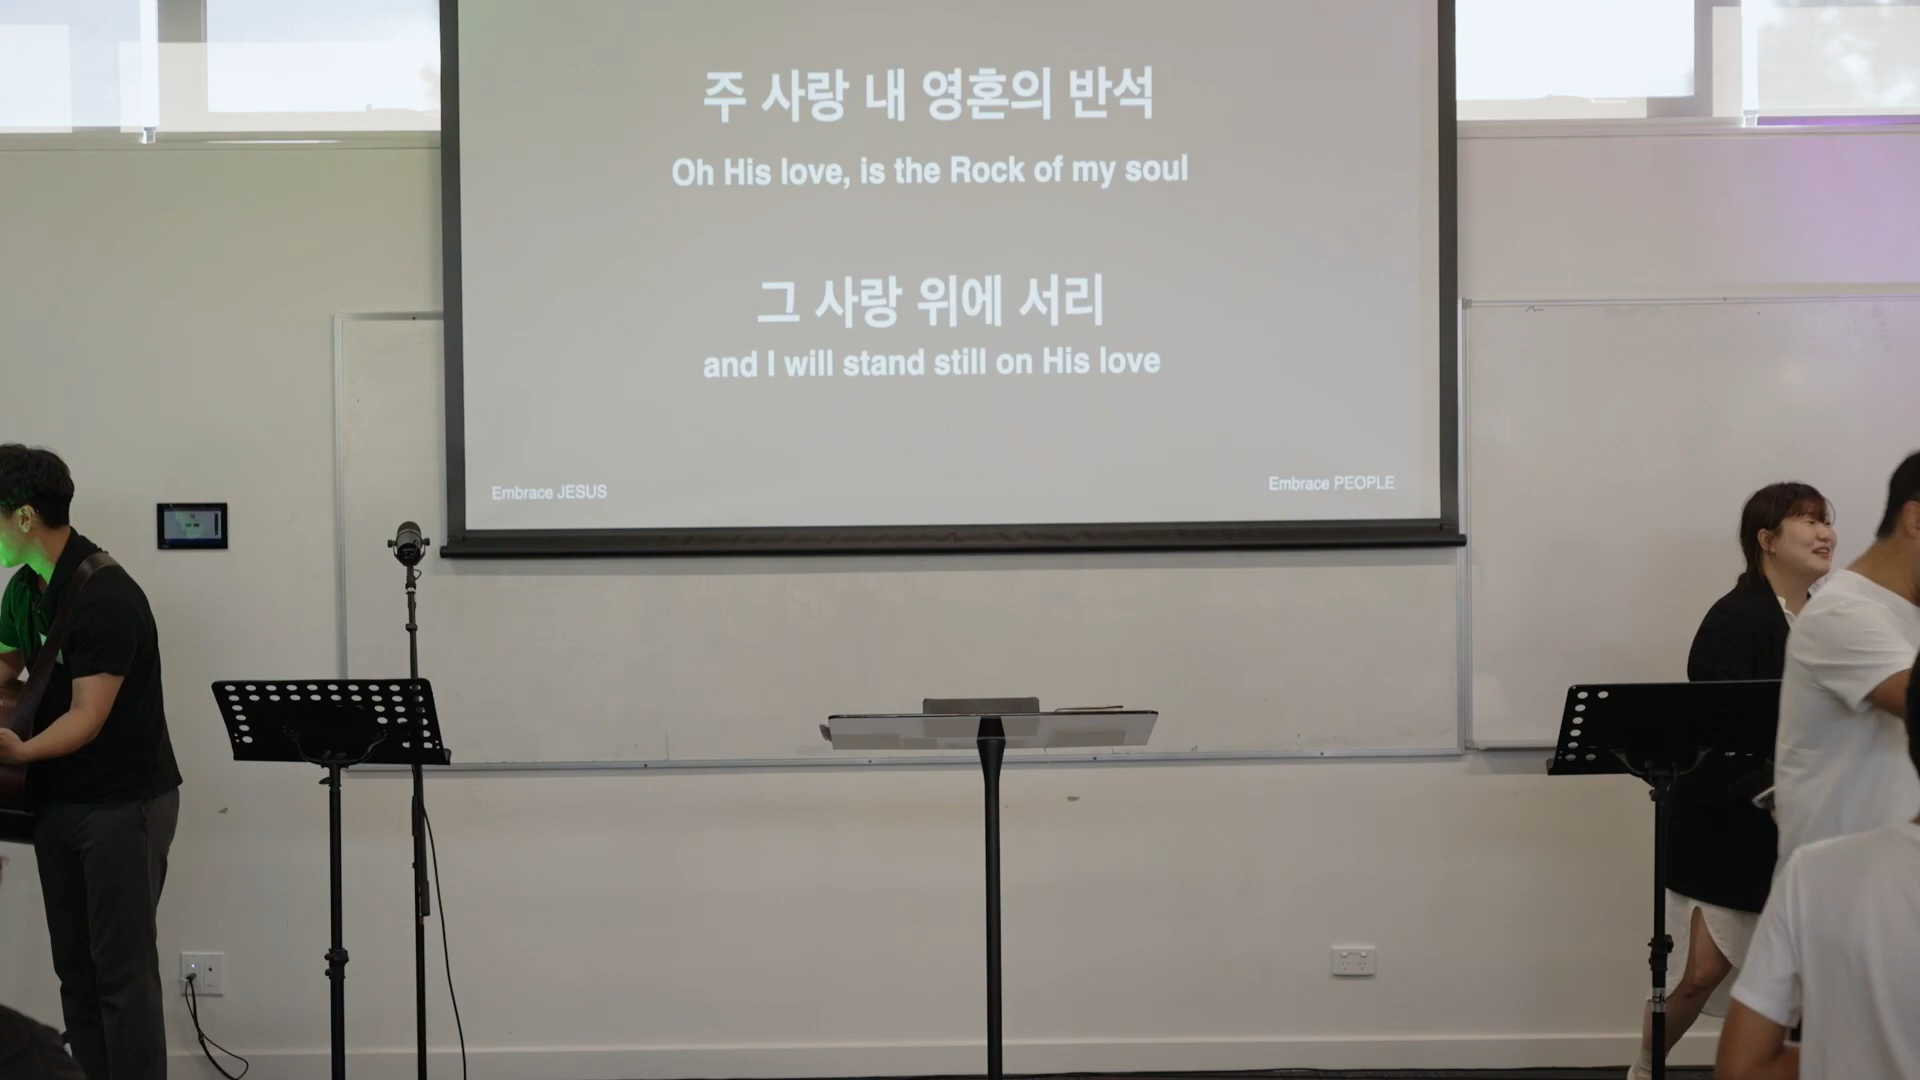 주 사랑 내 영혼의 반석
Oh His love, is the Rock of my soul
그 사랑 위에 서리
and I will stand still on His love
Embrace JESUS
Embrace PEOPLE